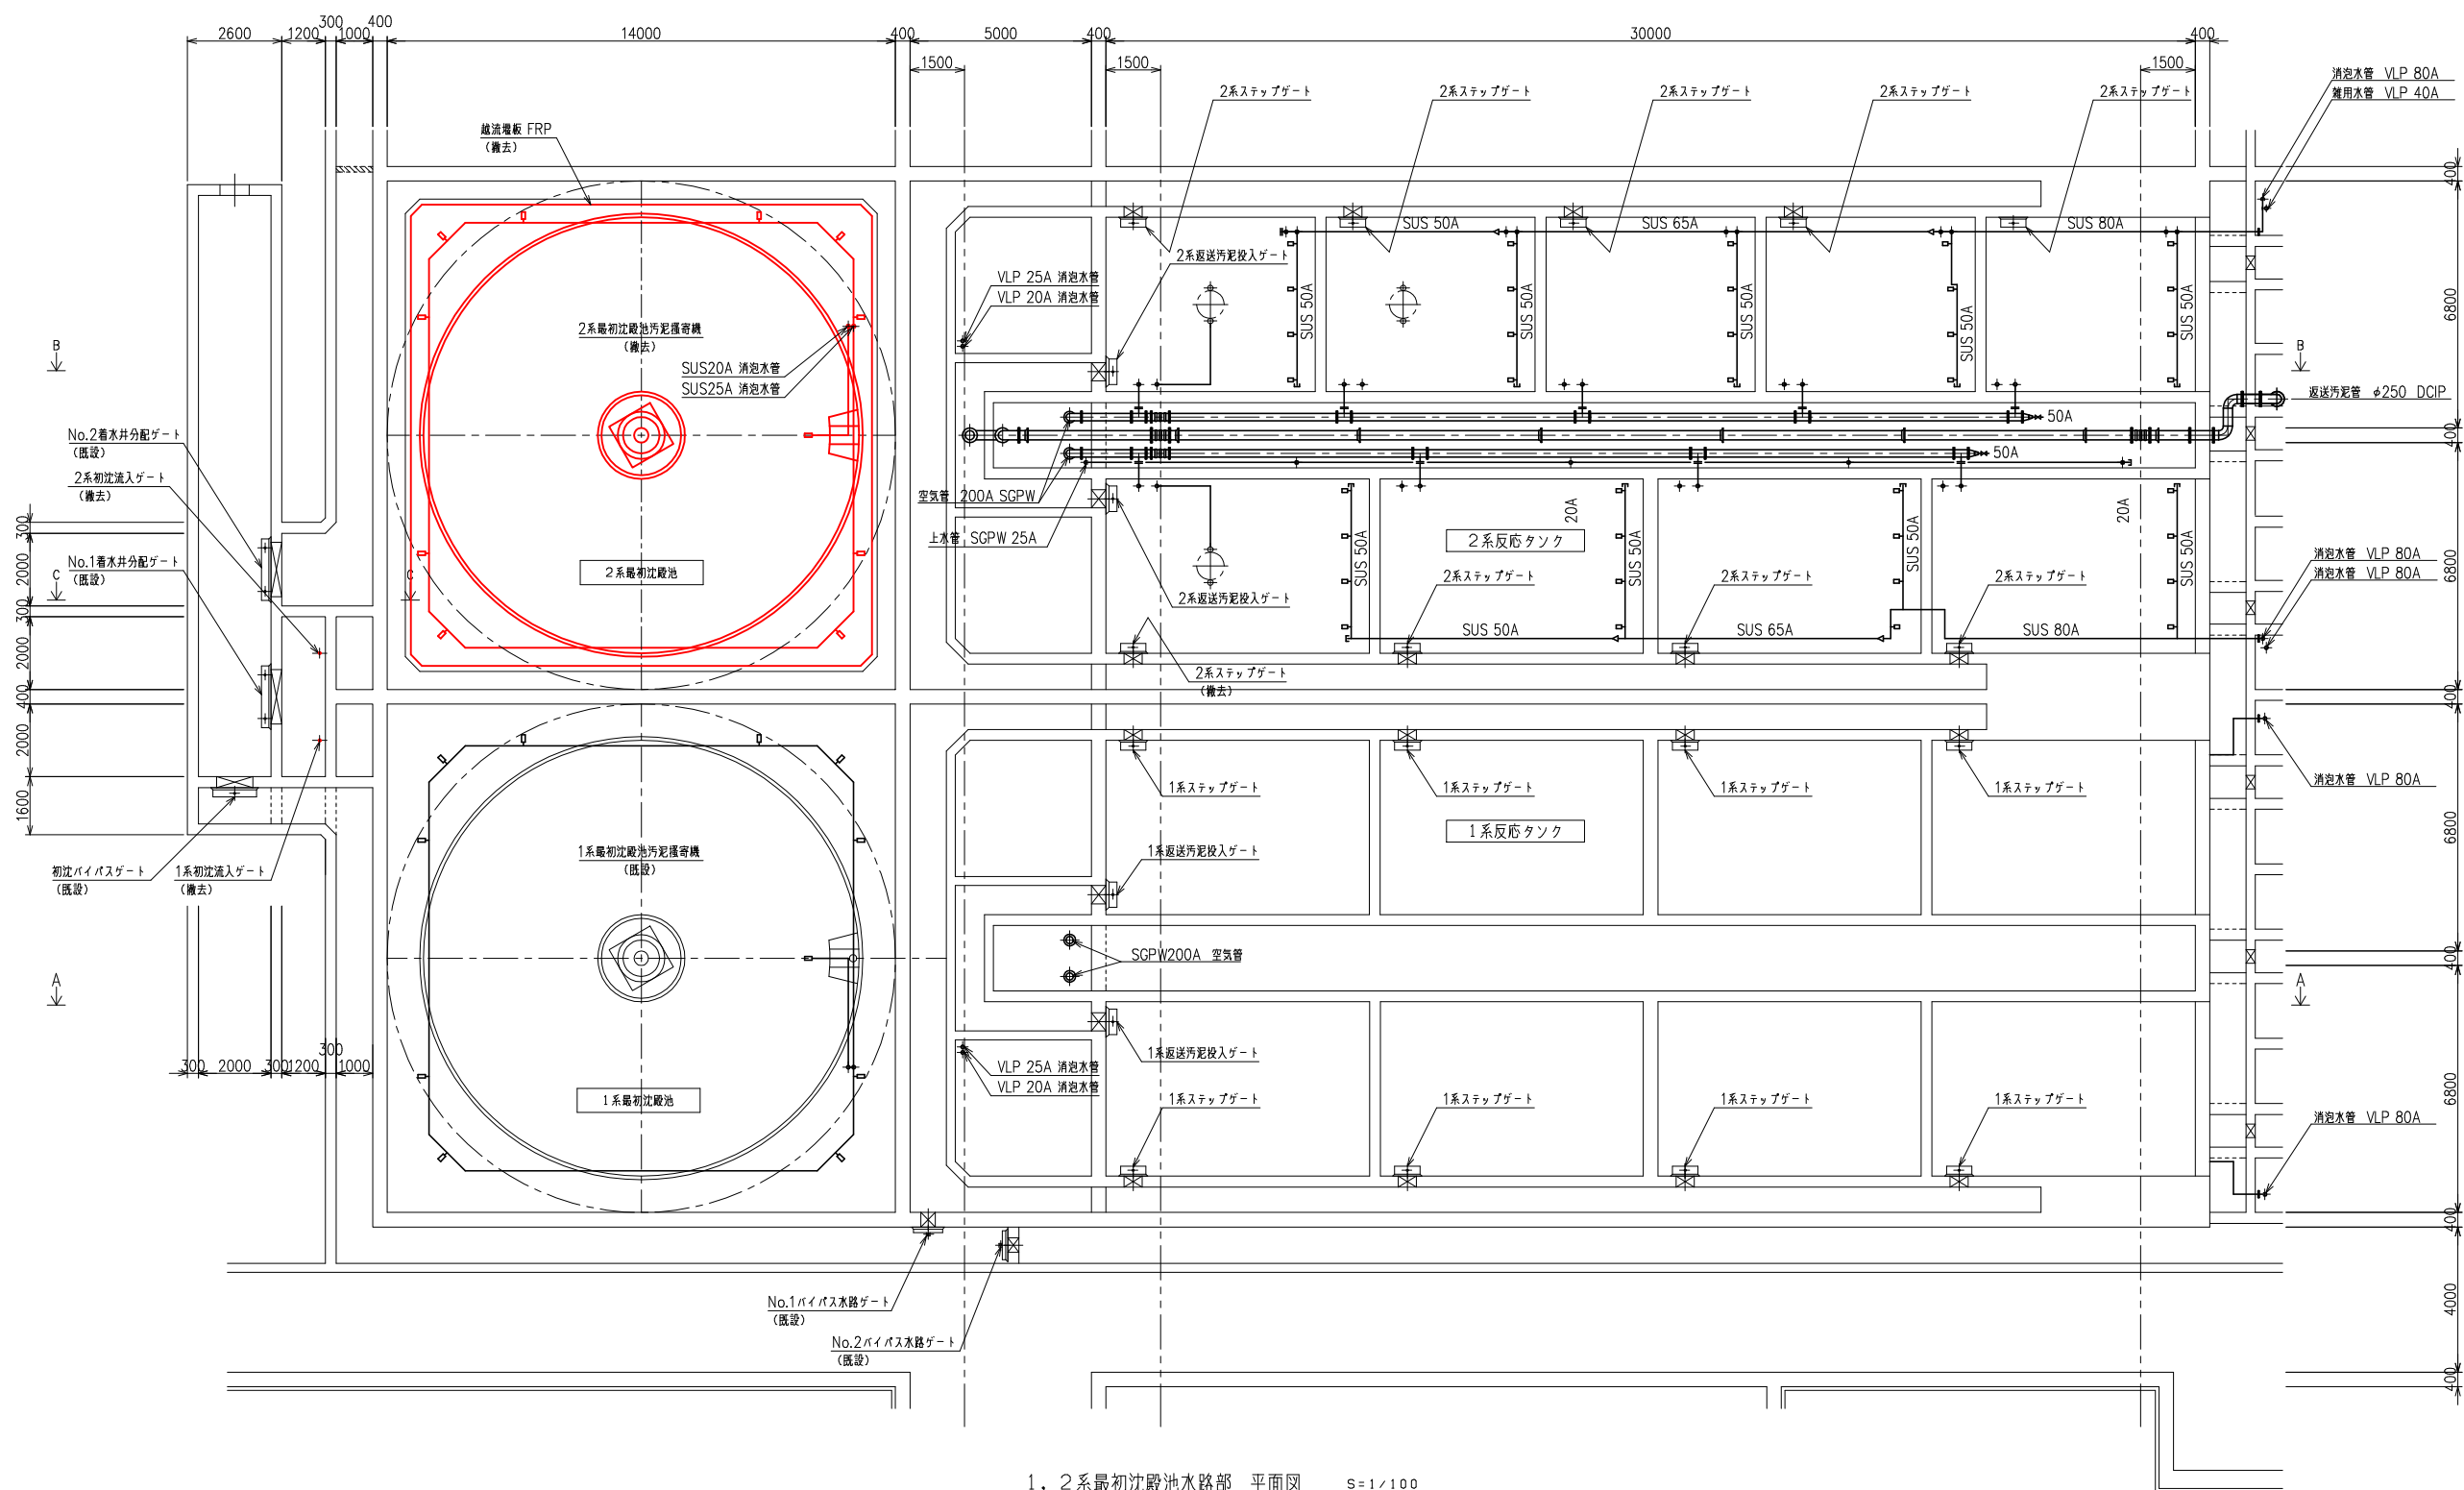 300 400
2600 1200 1000 14000 400 5000 400 30000 400
1500 1500 1500
消泡水管 VLP 80A
雑用水管 VLP 40A
2系ステップゲート
2系ステップゲート
2系ステップゲート
2系ステップゲート
2系ステップゲート
越流堰板 FRP
(撤去)
400
SUS 50A
SUS 65A
SUS 80A
2系返送汚泥投入ゲート
VLP 25A 消泡水管
VLP 20A 消泡水管
SUS 50A
SUS 50A
SUS 50A
SUS 50A
SUS 50A
6800
2系最初沈殿池汚泥掻寄機
(撤去)
SUS20A 消泡水管
SUS25A 消泡水管
B
B
返送汚泥管 φ250 DCIP
50A
400
No.2着水井分配ゲート
(既設)
2系初沈流入ゲート
(撤去)
50A
空気管 200A SGPW
上水管 SGPW 25A
300
2000
300
2000
400
2000
1600
No.1着水井分配ゲート
(既設)
C
C
2系最初沈殿池
20A
20A
2系反応タンク
SUS 50A
SUS 50A
SUS 50A
SUS 50A
消泡水管 VLP 80A
消泡水管 VLP 80A
6800
2系ステップゲート
2系ステップゲート
2系ステップゲート
2系返送汚泥投入ゲート
SUS 50A
SUS 65A
SUS 80A
2系ステップゲート
(撤去)
400
1系ステップゲート
1系ステップゲート
1系ステップゲート
1系ステップゲート
消泡水管 VLP 80A
1系反応タンク
6800
1系最初沈殿池汚泥掻寄機
(既設)
1系返送汚泥投入ゲート
初沈バイパスゲート
(既設)
1系初沈流入ゲート
(撤去)
SGPW200A 空気管
400
A
A
300 2000 300 1200 300 1000
1系返送汚泥投入ゲート
VLP 25A 消泡水管
VLP 20A 消泡水管
1系最初沈殿池
1系ステップゲート
1系ステップゲート
1系ステップゲート
1系ステップゲート
6800
消泡水管 VLP 80A
400
No.1バイパス水路ゲート
(既設)
No.2バイパス水路ゲート
(既設)
4000
400
1，2系最初沈殿池水路部 平面図 S=1/100